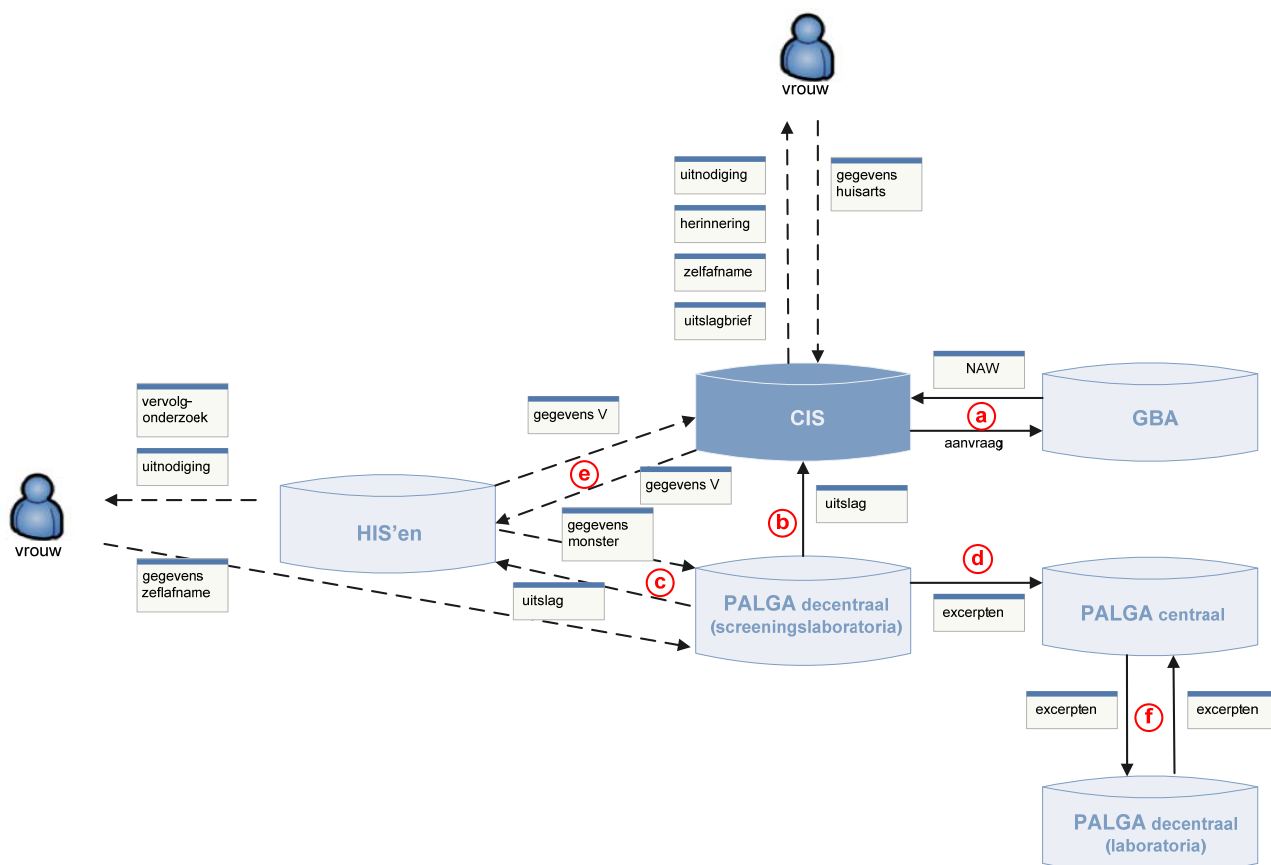 vrouw
uitnodiging
gegevens
huisarts
herinnering
zelfafname
uitslagbrief
NAW
CIS
a
GBA
aanvraag
vervolg-
onderzoek
uitnodiging
vrouw
gegevens V
e
gegevens V
HIS'en
gegevens
monster
b
uitslag
gegevens
zeflafname
uitslag
c
PALGA decentraal
(screeningslaboratoria)
d
excerpten
PALGA centraal
excerpten
f
excerpten
PALGA decentraal
(laboratoria)